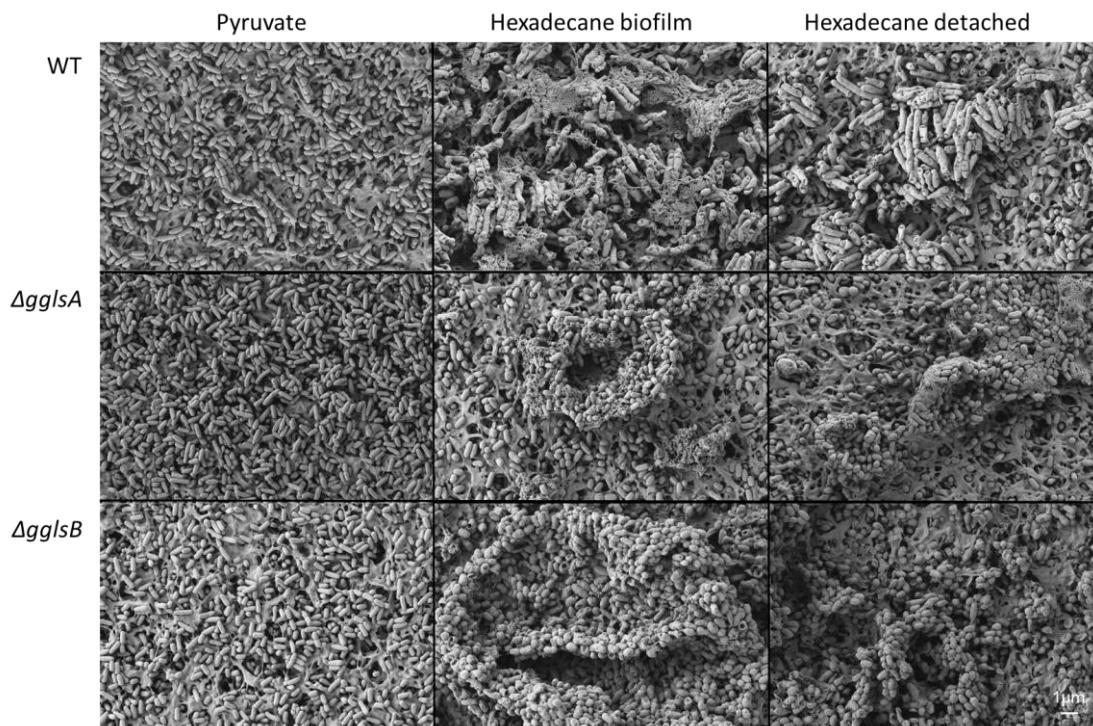 Pyruvate Hexadecane biofilm Hexadecane detached
WT
ΔgglsA
ΔgglsB
1µm